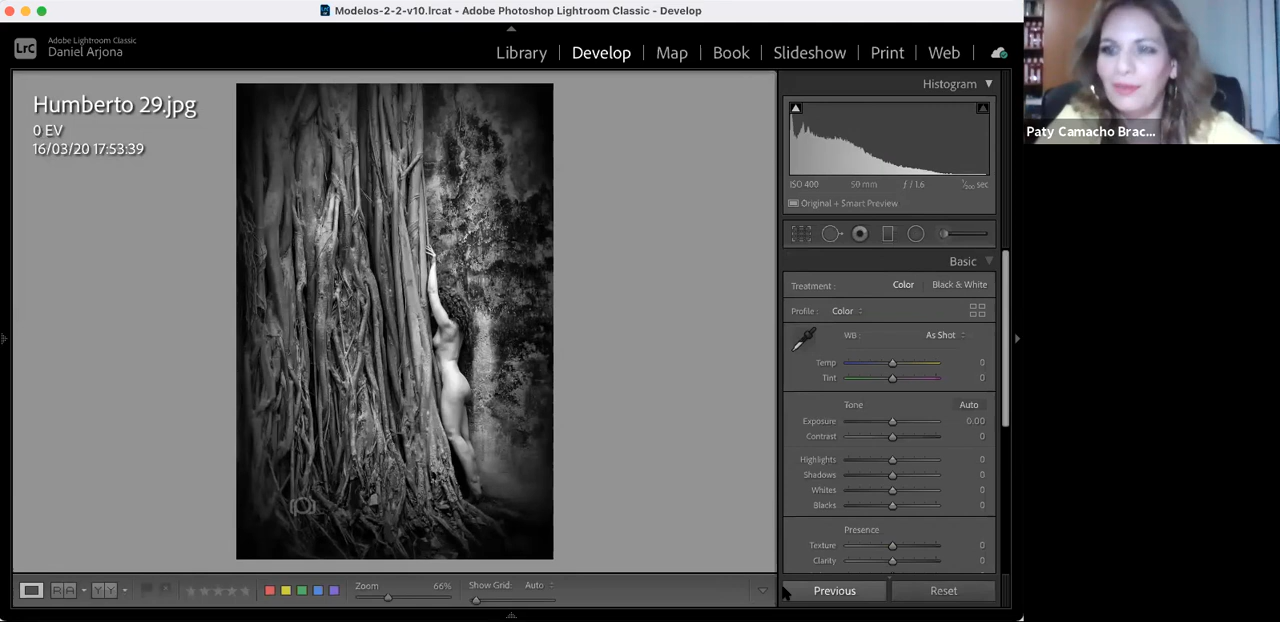 Modelos-2-2-v10.lrcat - Adobe Photoshop Lightroom Classic - Develop
LrC
Adobe Lightroom Classic
Daniel Arjona
Library | Develop | Map | Book | Slideshow | Print | Web
Humberto 29.jpg
0 EV
16/03/20 17:53:39
Histogram
ISO 400 50 mm ƒ / 1.6 1/200 sec
Original + Smart Preview
Basic
Treatment : Color Black & White
Profile : Color
WB : As Shot
Temp 0
Tint 0
Tone Auto
Exposure 0.00
Contrast 0
Highlights 0
Shadows 0
Whites 0
Blacks 0
Presence
Texture 0
Clarity 0
Zoom 66% Show Grid: Auto
Previous Reset
Paty Camacho Brac...